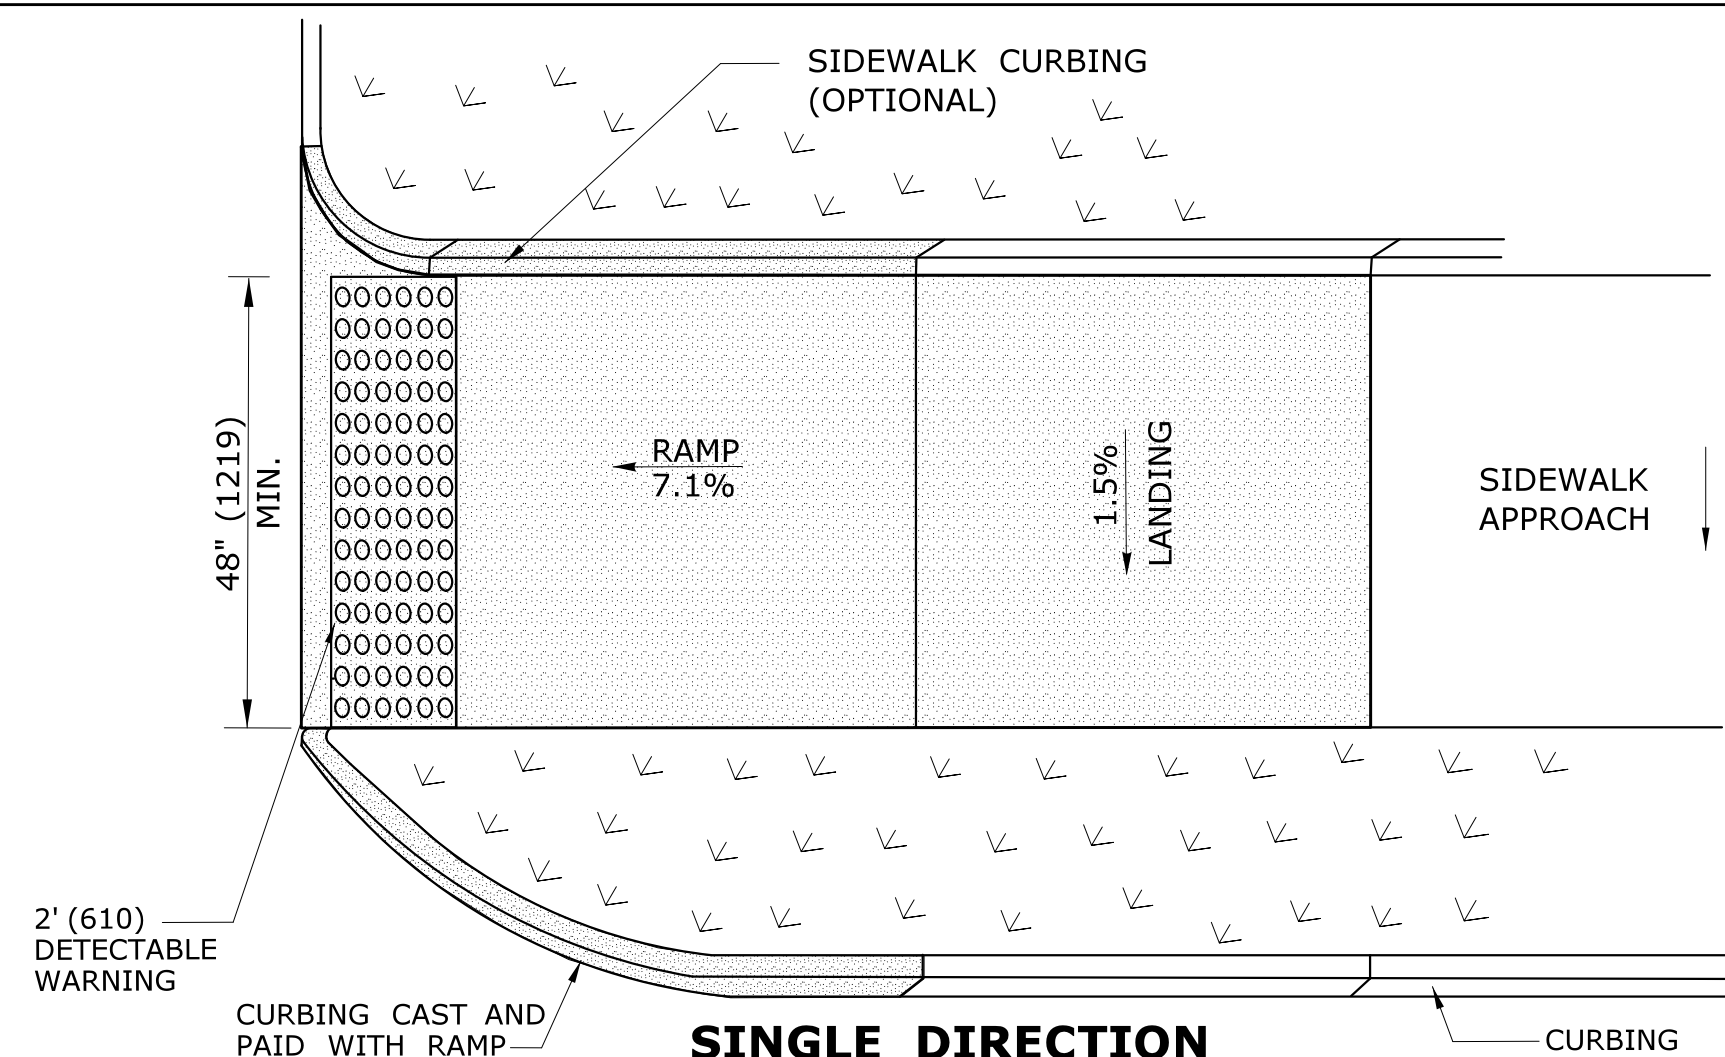 SIDEWALK CURBING
(OPTIONAL)
48" (1219)
MIN.
RAMP
7.1%
1.5%
LANDING
SIDEWALK
APPROACH
2' (610)
DETECTABLE
WARNING
CURBING CAST AND
PAID WITH RAMP
SINGLE DIRECTION
CURBING